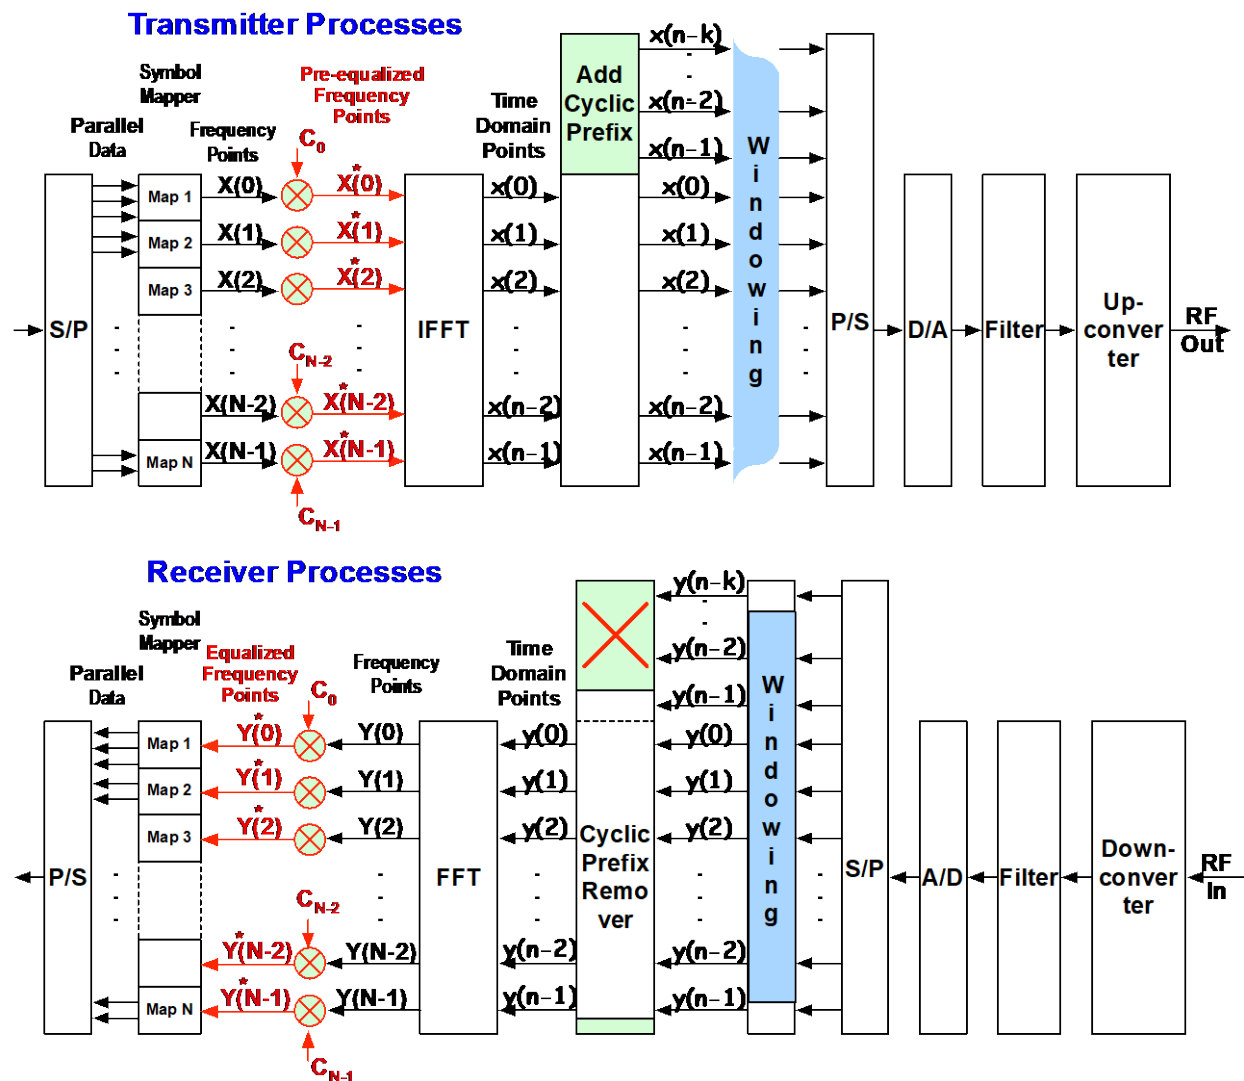 Transmitter Processes
Symbol
Mapper
Parallel
Data
Frequency
Points
Pre-equalized
Frequency
Points
C0
Time
Domain
Points
Add
Cyclic
Prefix
x(n-k)
x(n-2)
x(n-1)
S/P
Map 1
X(0)
X*(0)
x(0)
x(0)
Map 2
X(1)
X*(1)
x(1)
x(1)
Map 3
X(2)
X*(2)
x(2)
x(2)
IFFT
CN-2
X(N-2)
X*(N-2)
x(n-2)
x(n-2)
Map N
X(N-1)
X*(N-1)
x(n-1)
x(n-1)
CN-1
Windowing
P/S
D/A
Filter
Up-
conver
ter
RF
Out
Receiver Processes
Symbol
Mapper
Parallel
Data
Equalized
Frequency
Points
C0
Frequency
Points
Time
Domain
Points
y(n-k)
y(n-2)
y(n-1)
Map 1
Y*(0)
Y(0)
y(0)
y(0)
Map 2
Y*(1)
Y(1)
y(1)
y(1)
Map 3
Y*(2)
Y(2)
y(2)
y(2)
P/S
CN-2
FFT
Cyclic
Prefix
Remo
ver
Y*(N-2)
Y(N-2)
y(n-2)
y(n-2)
Map N
Y*(N-1)
Y(N-1)
y(n-1)
y(n-1)
CN-1
Windowing
S/P
A/D
Filter
Down-
conver
ter
RF
In